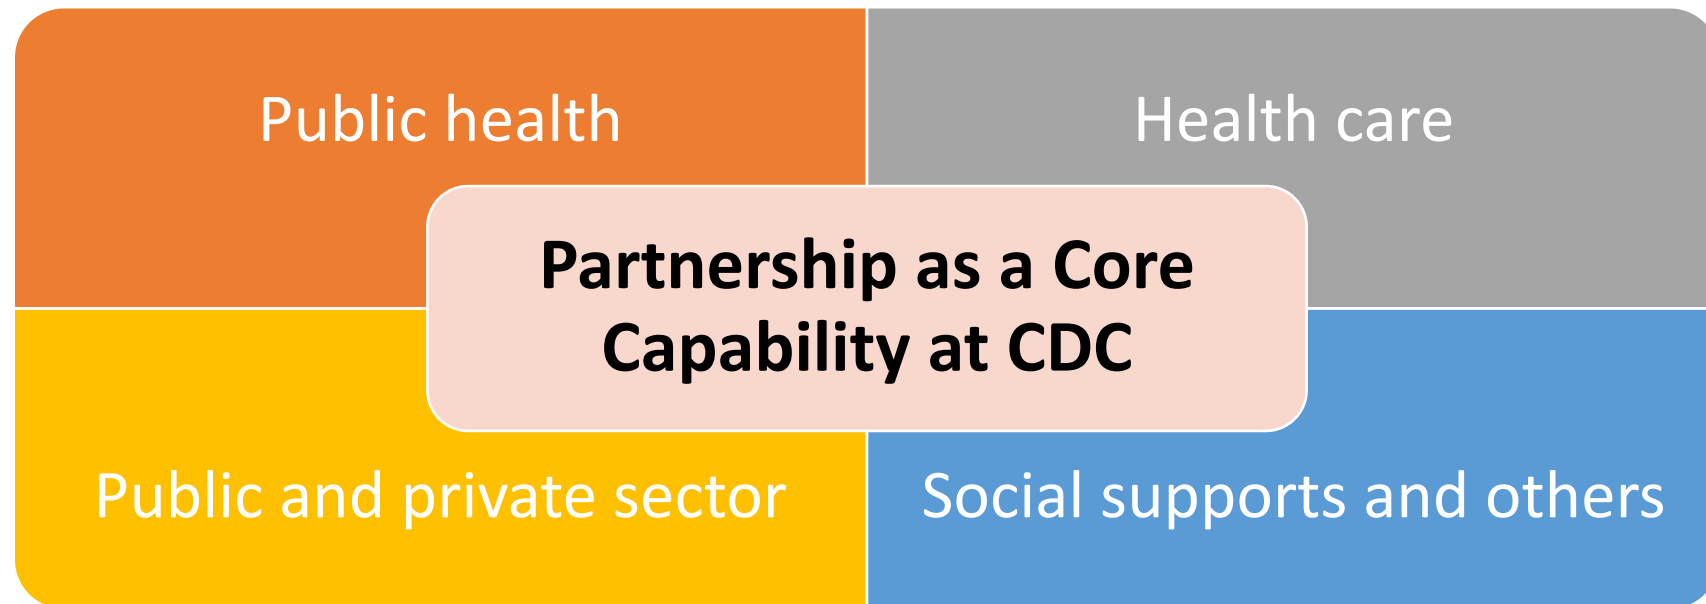 Public health
Health care
Partnership as a Core
Capability at CDC
Public and private sector
Social supports and others